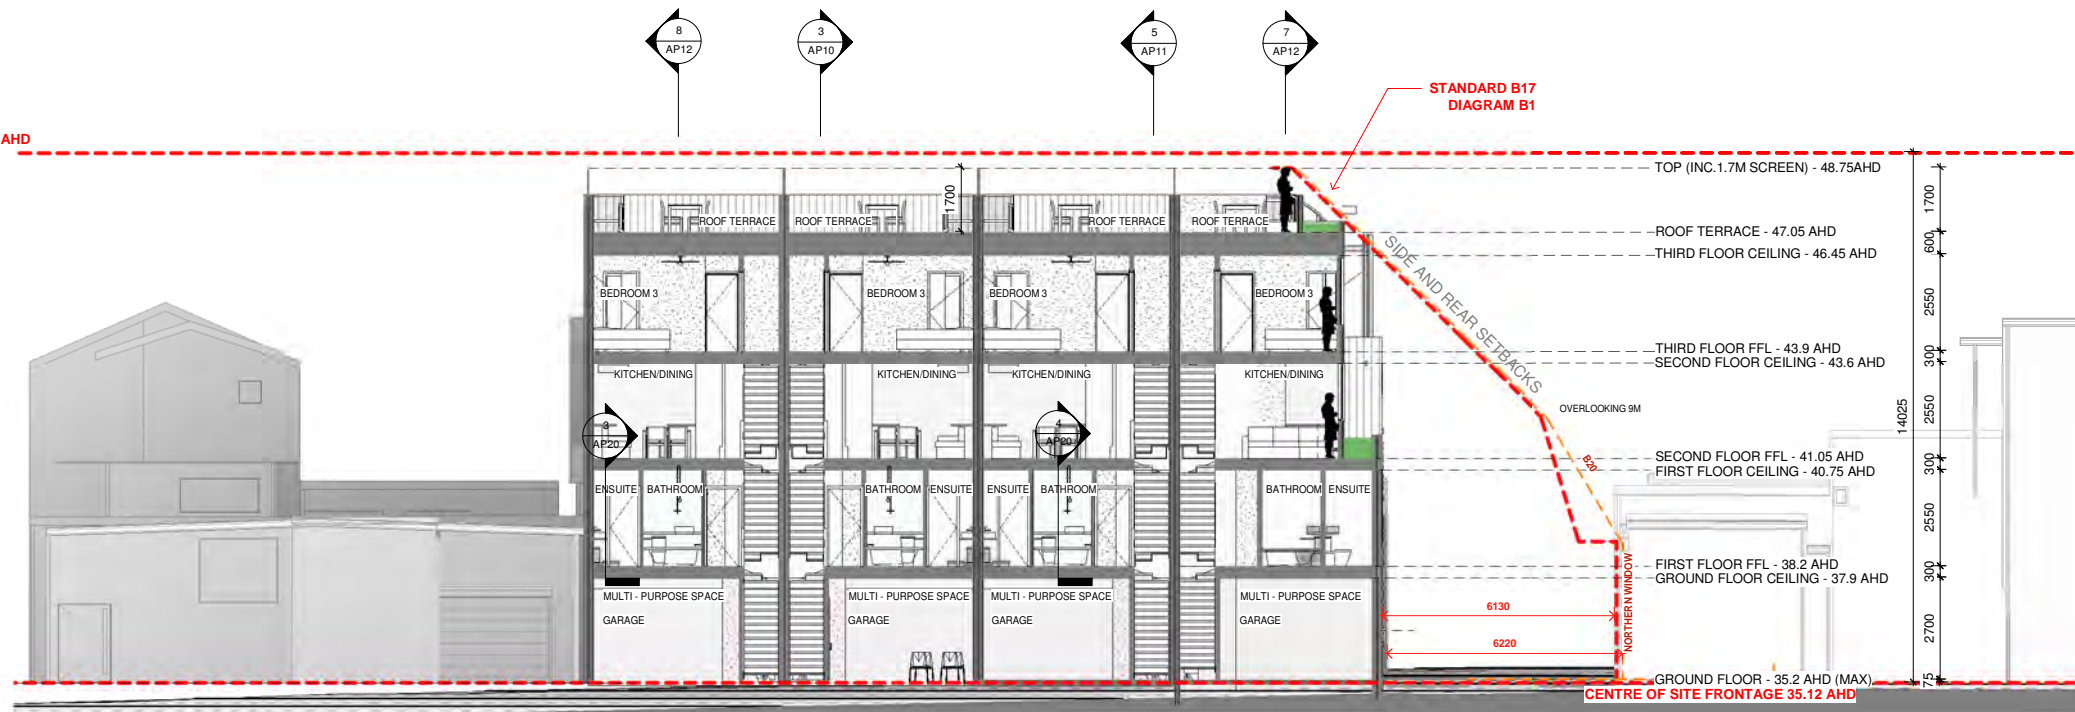 8
AP12
3
AP10
5
AP11
7
AP12
STANDARD B17
DIAGRAM B1
AHD
TOP (INC.1.7M SCREEN) - 48.75AHD
1700
1700
ROOF TERRACE
ROOF TERRACE
ROOF TERRACE
ROOF TERRACE
ROOF TERRACE - 47.05 AHD
600
THIRD FLOOR CEILING - 46.45 AHD
SIDE AND REAR SETBACKS
BEDROOM 3
BEDROOM 3
BEDROOM 3
BEDROOM 3
2550
THIRD FLOOR FFL - 43.9 AHD
300
SECOND FLOOR CEILING - 43.6 AHD
KITCHEN/DINING
KITCHEN/DINING
KITCHEN/DINING
KITCHEN/DINING
OVERLOOKING 9M
14025
2550
3
AP20
4
AP20
B20
SECOND FLOOR FFL - 41.05 AHD
300
FIRST FLOOR CEILING - 40.75 AHD
ENSUITE
BATHROOM
BATHROOM
ENSUITE
ENSUITE
BATHROOM
BATHROOM
ENSUITE
2550
FIRST FLOOR FFL - 38.2 AHD
300
GROUND FLOOR CEILING - 37.9 AHD
NORTHERN WINDOW
MULTI - PURPOSE SPACE
GARAGE
MULTI - PURPOSE SPACE
GARAGE
MULTI - PURPOSE SPACE
GARAGE
MULTI - PURPOSE SPACE
GARAGE
6130
2700
6220
GROUND FLOOR - 35.2 AHD (MAX)
75
CENTRE OF SITE FRONTAGE 35.12 AHD